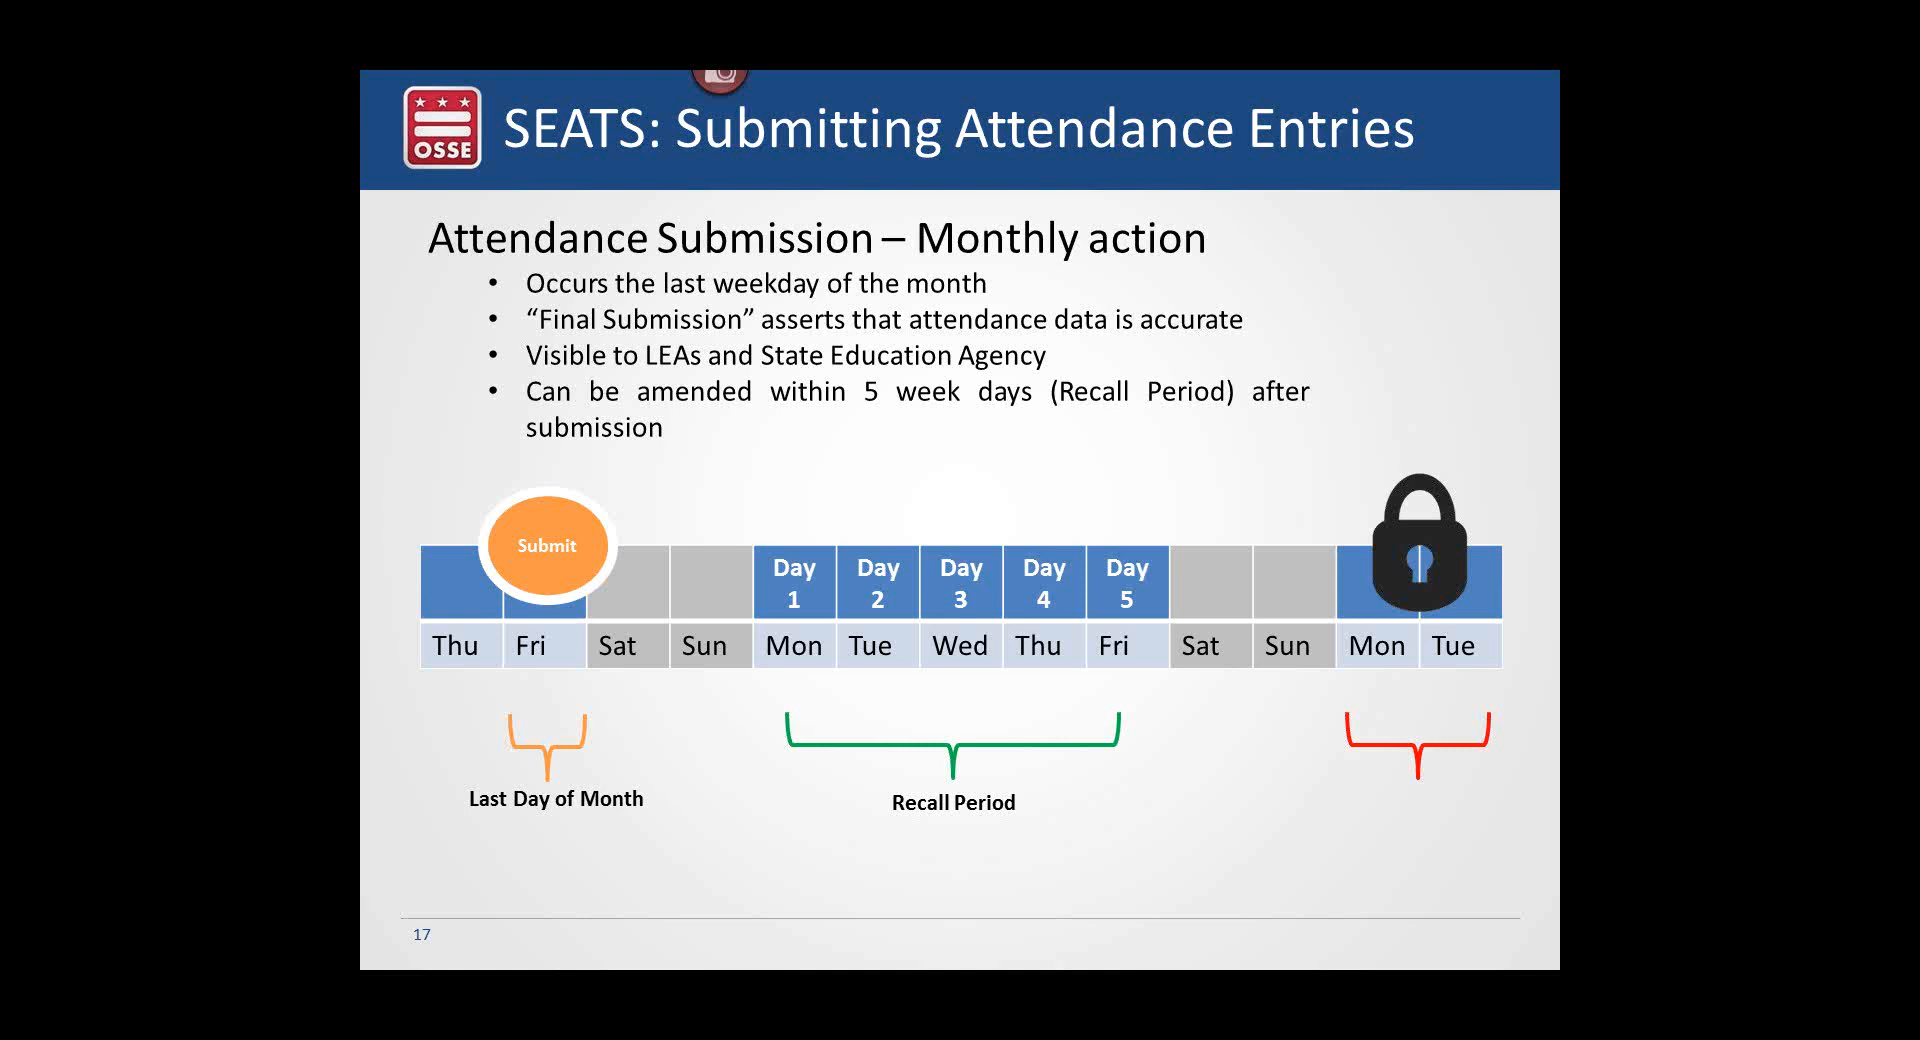 OSSE
SEATS: Submitting Attendance Entries
Attendance Submission – Monthly action
• Occurs the last weekday of the month
• “Final Submission” asserts that attendance data is accurate
• Visible to LEAs and State Education Agency
• Can be amended within 5 week days (Recall Period) after
submission
Submit
Day 1 Day 2 Day 3 Day 4 Day 5
Thu Fri Sat Sun Mon Tue Wed Thu Fri Sat Sun Mon Tue
Last Day of Month
Recall Period
17